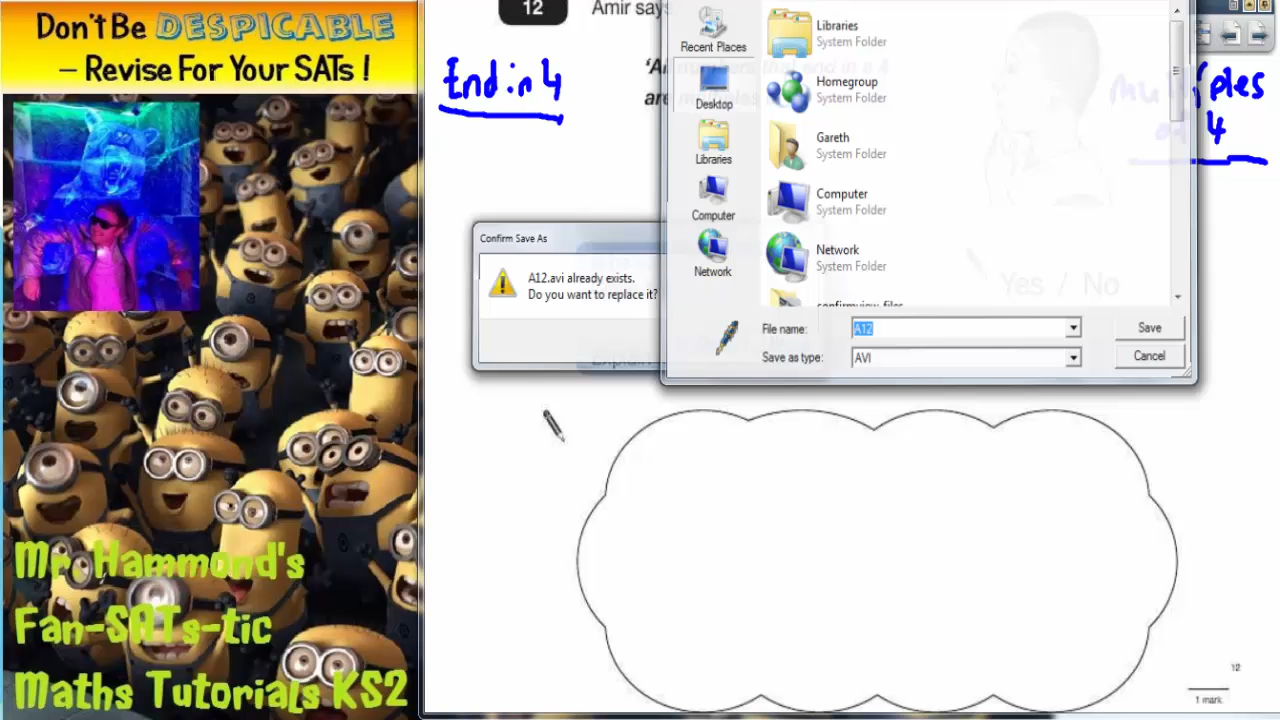 Don't Be DESPICABLE
– Revise For Your SATs !
Mr. Hammond's
Fan-SATs-tic
Maths Tutorials KS2
12
Amir says
End in 4
are
Multiples
of 4
Recent Places
Desktop
Libraries
Computer
Network
Libraries
System Folder
Homegroup
System Folder
Gareth
System Folder
Computer
System Folder
Network
System Folder
File name:
A12
Save
Save as type:
AVI
Cancel
Confirm Save As
A12.avi already exists.
Do you want to replace it?
Yes / No
12
1 mark